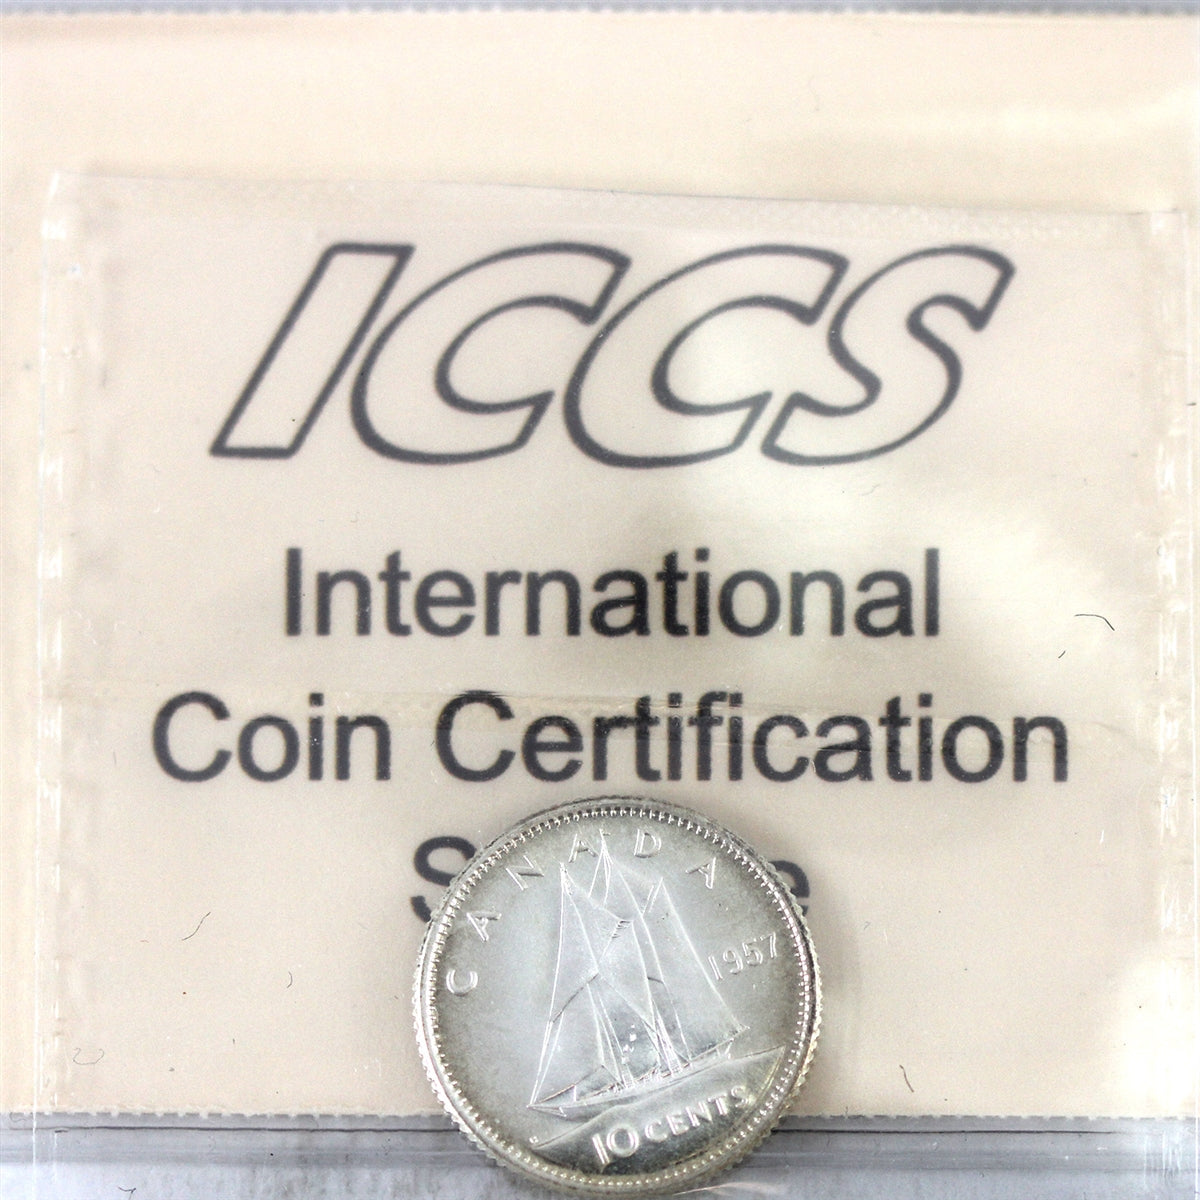 ICCS
International
Coin Certification
CANADA
1957
10 CENTS